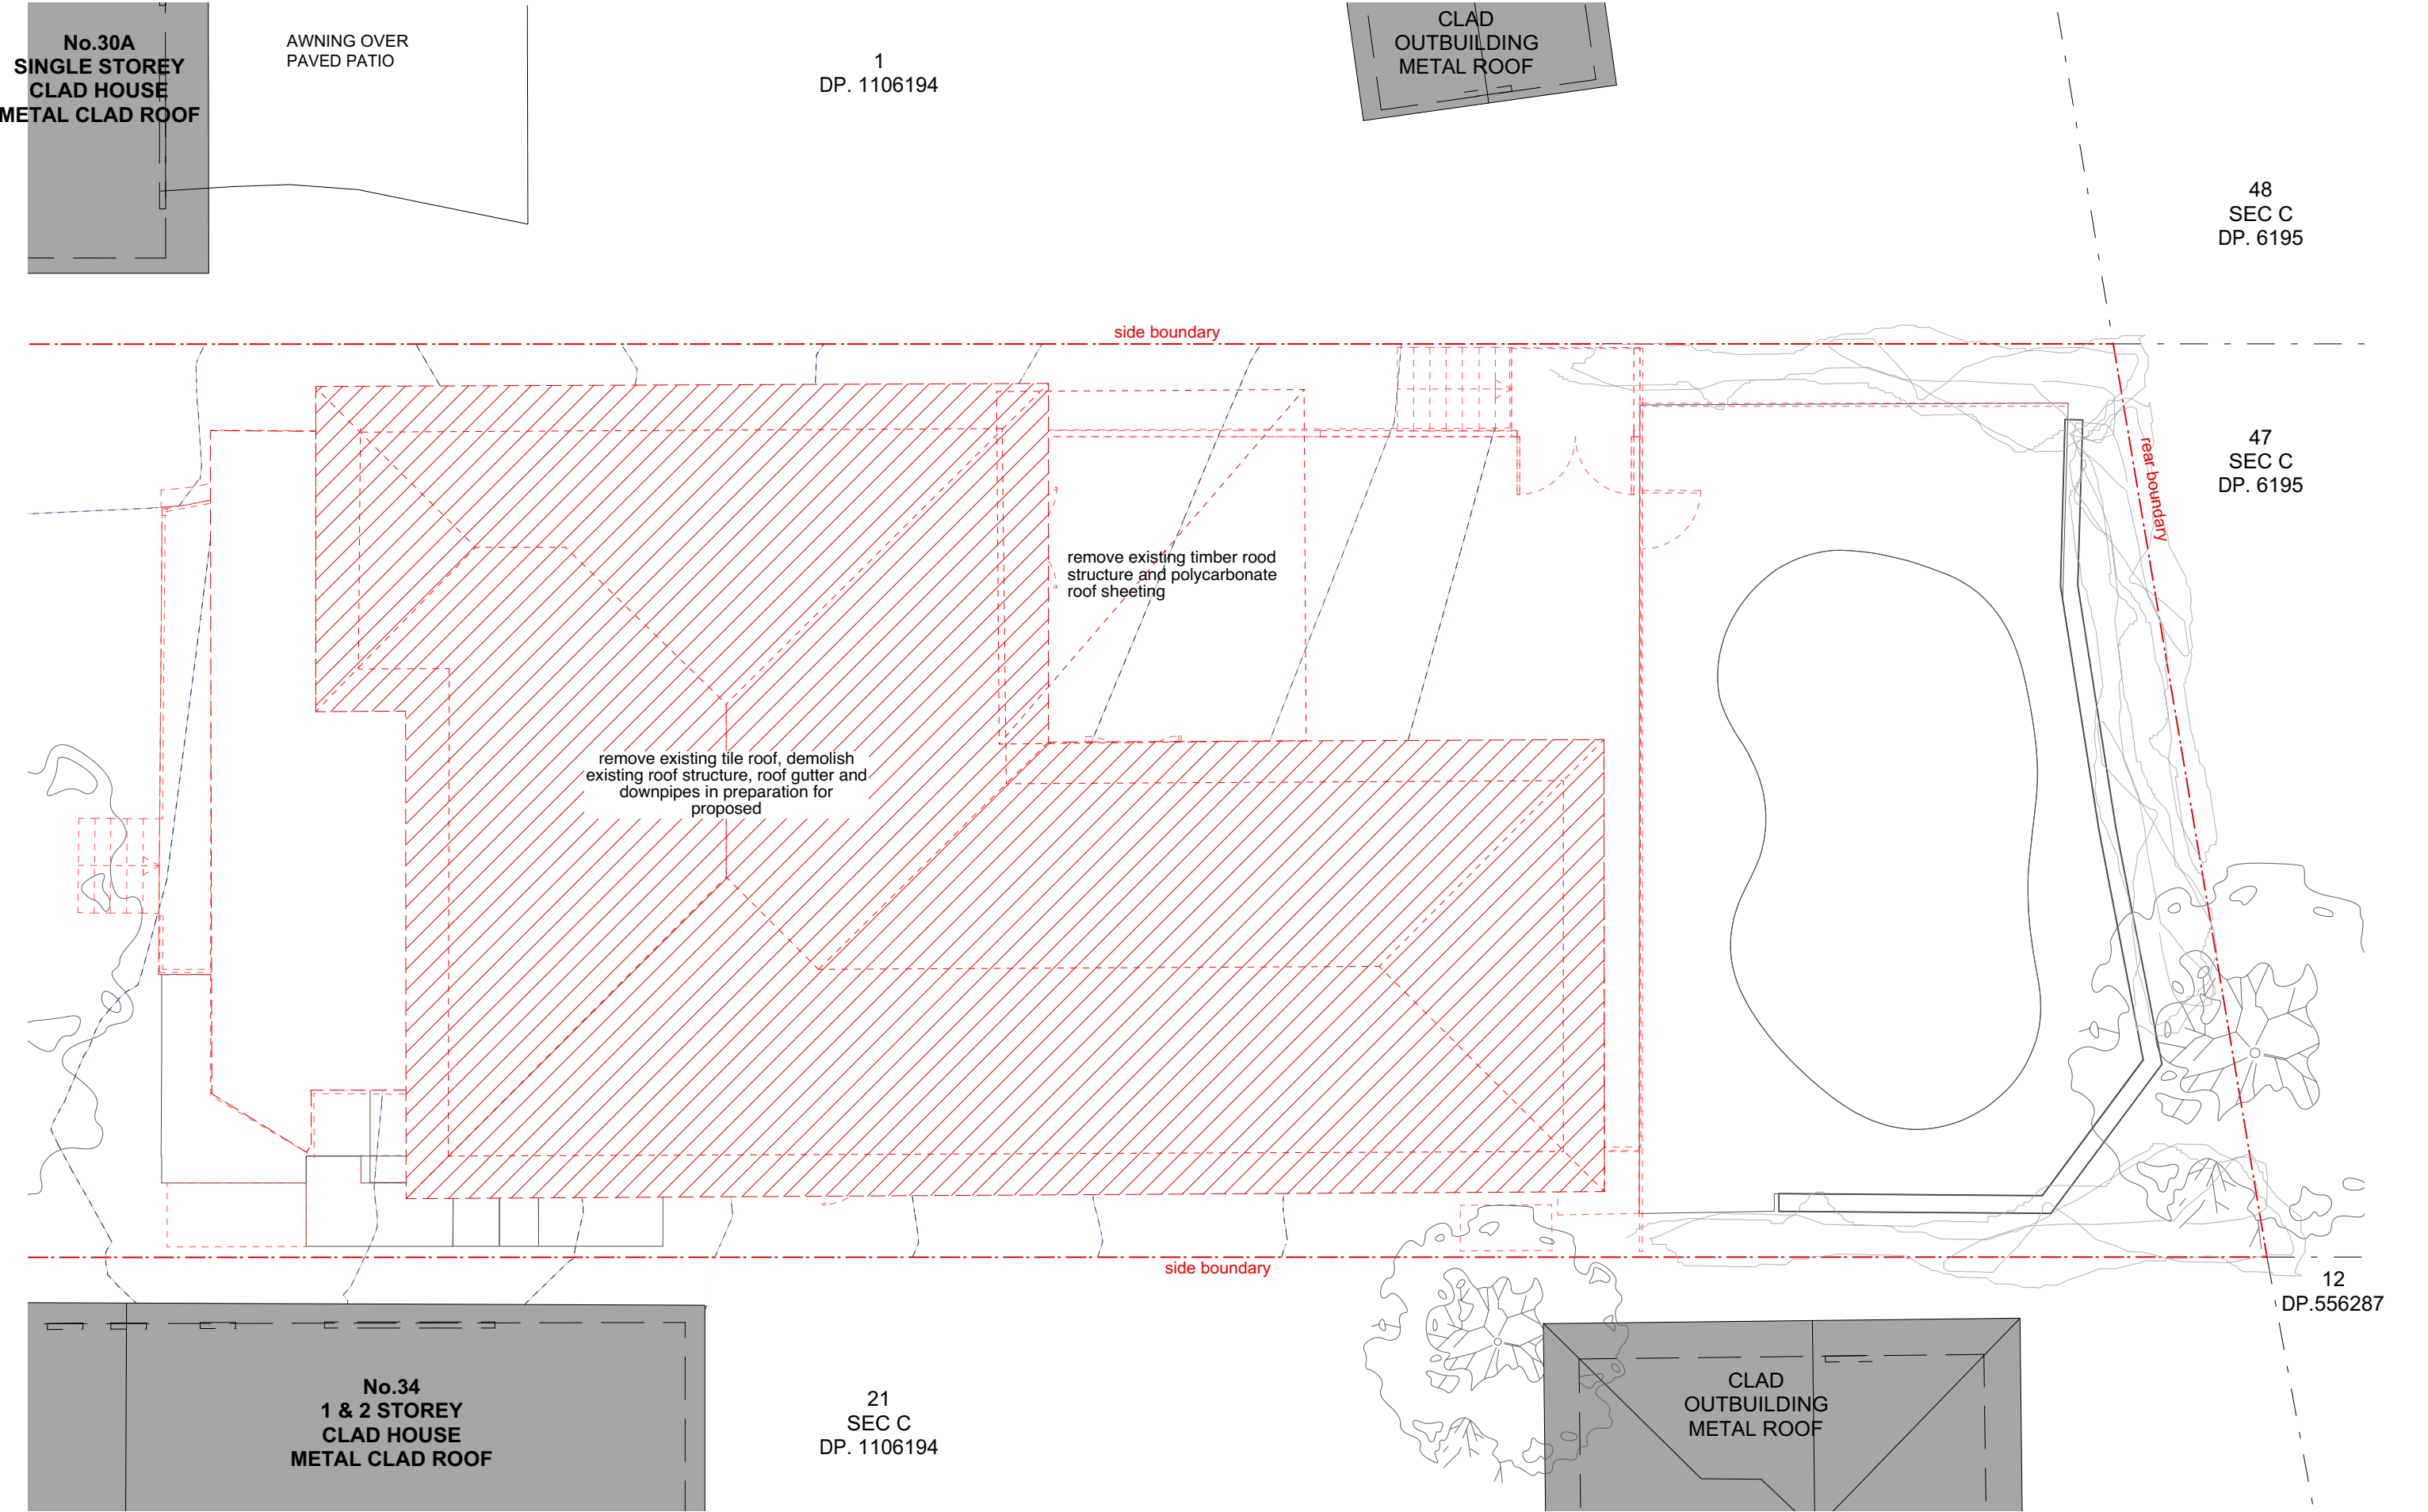 No.30A
SINGLE STOREY
CLAD HOUSE
METAL CLAD ROOF
AWNING OVER
PAVED PATIO
1
DP. 1106194
CLAD
OUTBUILDING
METAL ROOF
48
SEC C
DP. 6195
side boundary
47
SEC C
DP. 6195
rear boundary
remove existing timber rood
structure and polycarbonate
roof sheeting
remove existing tile roof, demolish
existing roof structure, roof gutter and
downpipes in preparation for
proposed
side boundary
12
DP.556287
No.34
1 & 2 STOREY
CLAD HOUSE
METAL CLAD ROOF
21
SEC C
DP. 1106194
CLAD
OUTBUILDING
METAL ROOF